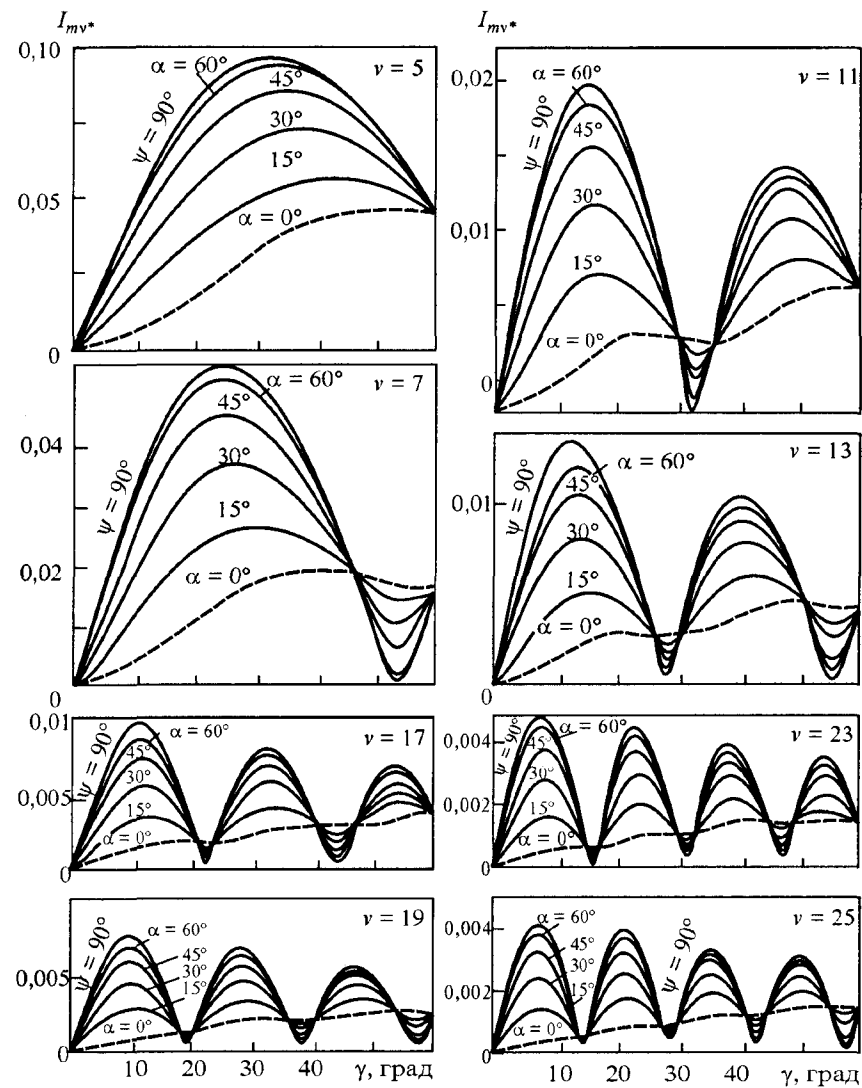 I_{mν*}
0,10
0,05
0
ν = 5
ψ = 90°
α = 60°
45°
30°
15°
α = 0°
ν = 7
0,04
0,02
0
ψ = 90°
α = 60°
45°
30°
15°
α = 0°
ν = 17
0,01
0,005
0
ψ = 90°
α = 60°
45°
30°
15°
α = 0°
ν = 19
0,005
0
ψ = 90°
α = 60°
45°
30°
15°
α = 0°
10 20 30 40 γ, град
I_{mν*}
0,02
0,01
0
ν = 11
ψ = 90°
α = 60°
45°
30°
15°
α = 0°
ν = 13
0,01
0
ψ = 90°
α = 60°
45°
30°
15°
α = 0°
ν = 23
0,004
0,002
0
ψ = 90°
α = 60°
45°
30°
15°
α = 0°
ν = 25
0,004
0,002
0
α = 60°
45°
30°
15°
α = 0°
ψ = 90°
10 20 30 40 γ, град